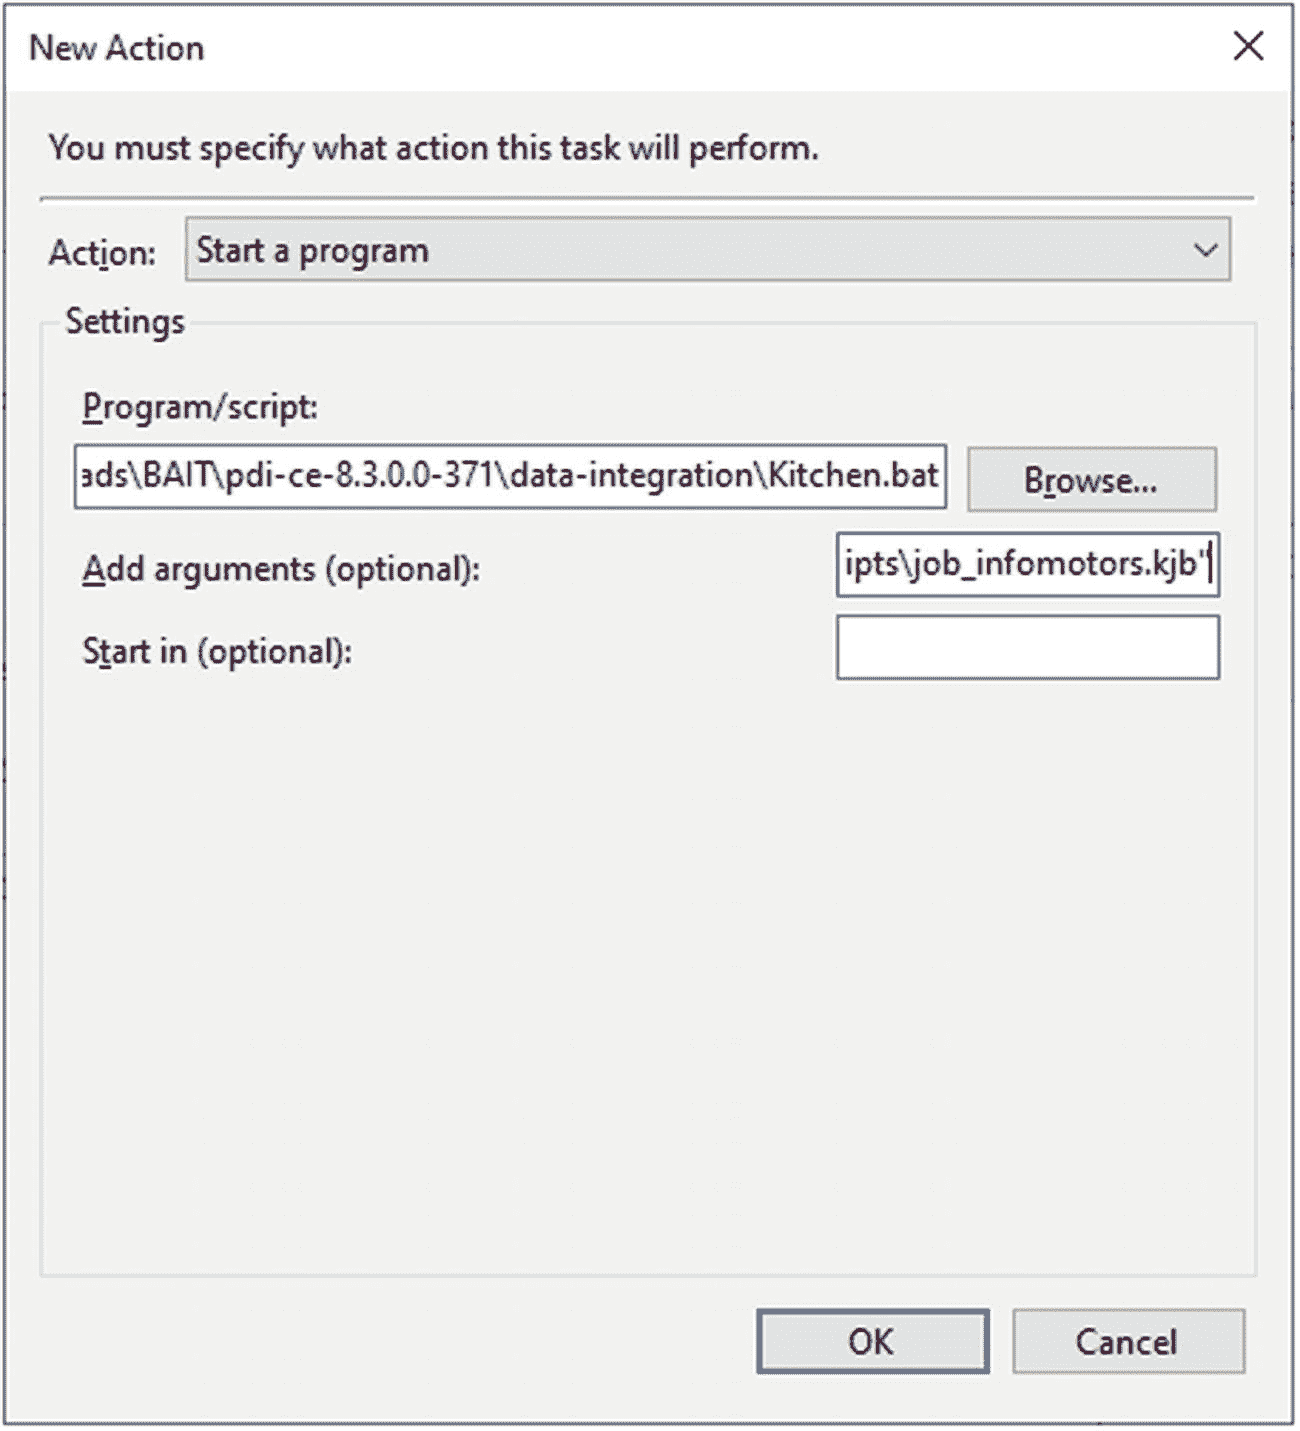 New Action
You must specify what action this task will perform.
Action: Start a program
Settings
Program/script:
ads\BAIT\pdi-ce-8.3.0.0-371\data-integration\Kitchen.bat Browse...
Add arguments (optional): ipts\job_infomotors.kjb"
Start in (optional):
OK Cancel